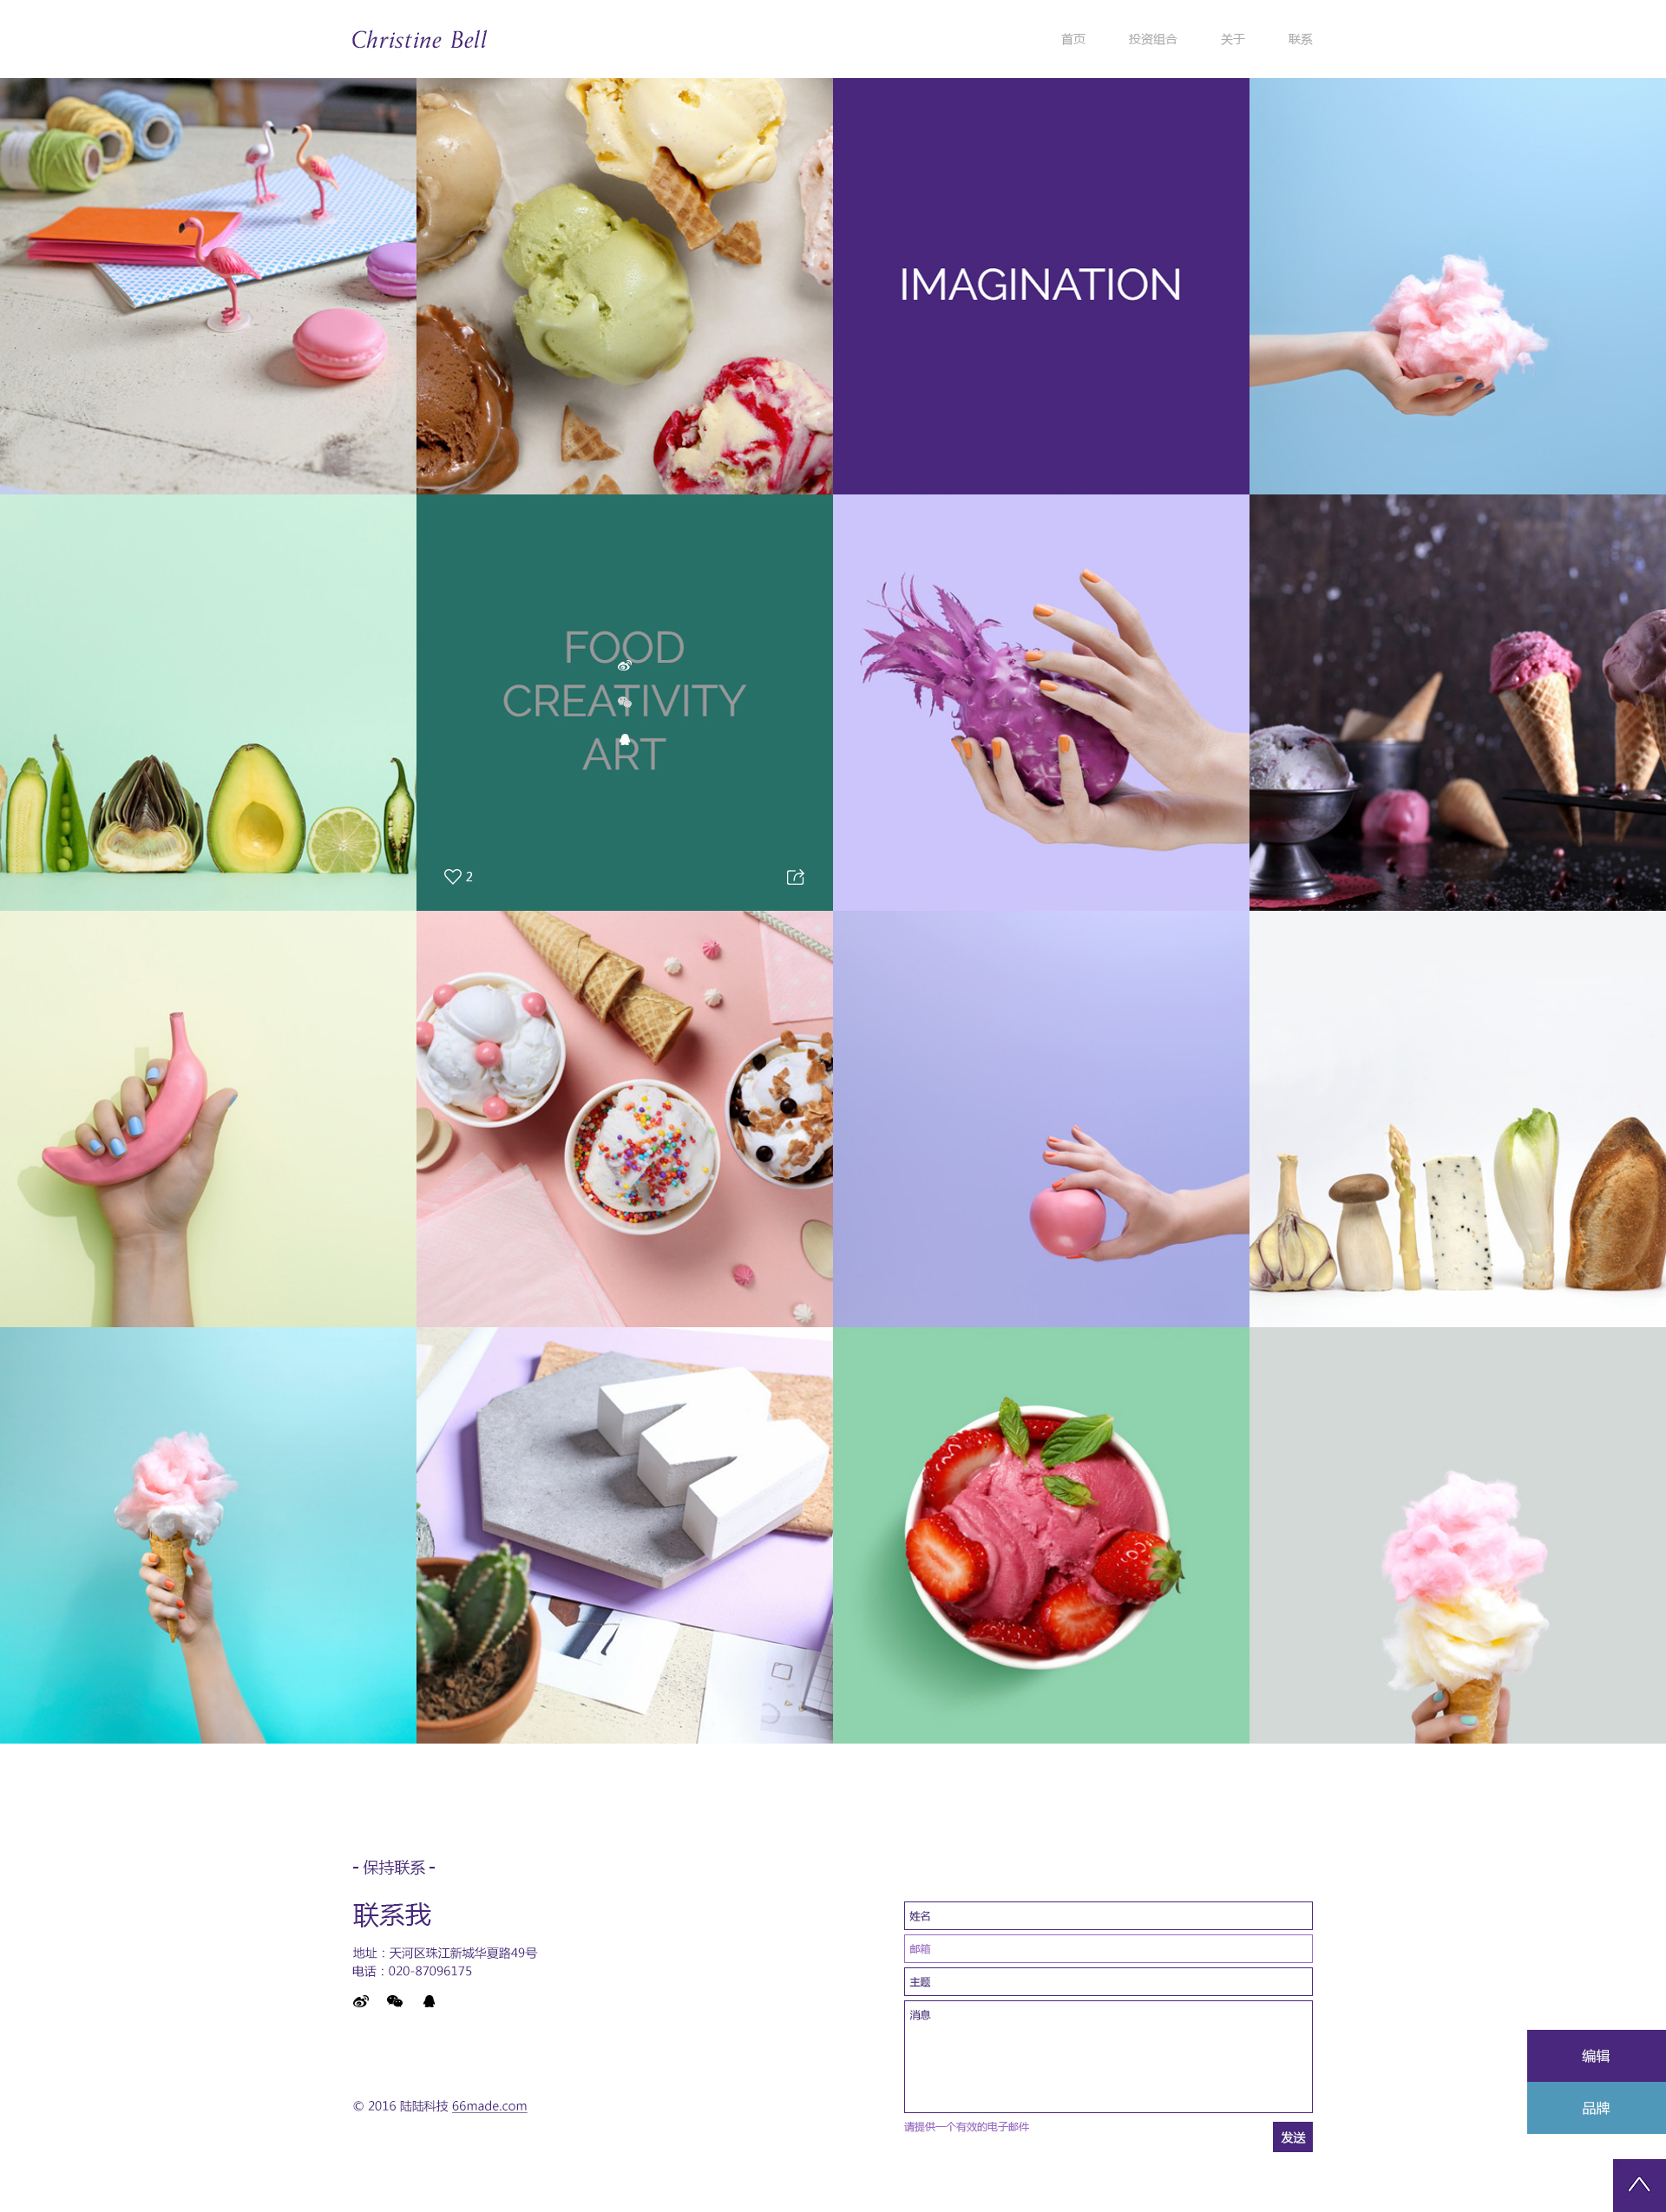 Christine Bell
首页 投资组合 关于 联系
IMAGINATION
FOOD
CREATIVITY
ART
2
- 保持联系 -
联系我
地址：天河区珠江新城华夏路49号
电话：020-87096175
© 2016 陆陆科技 66made.com
姓名
邮箱
主题
消息
请提供一个有效的电子邮件
发送
编辑
品牌